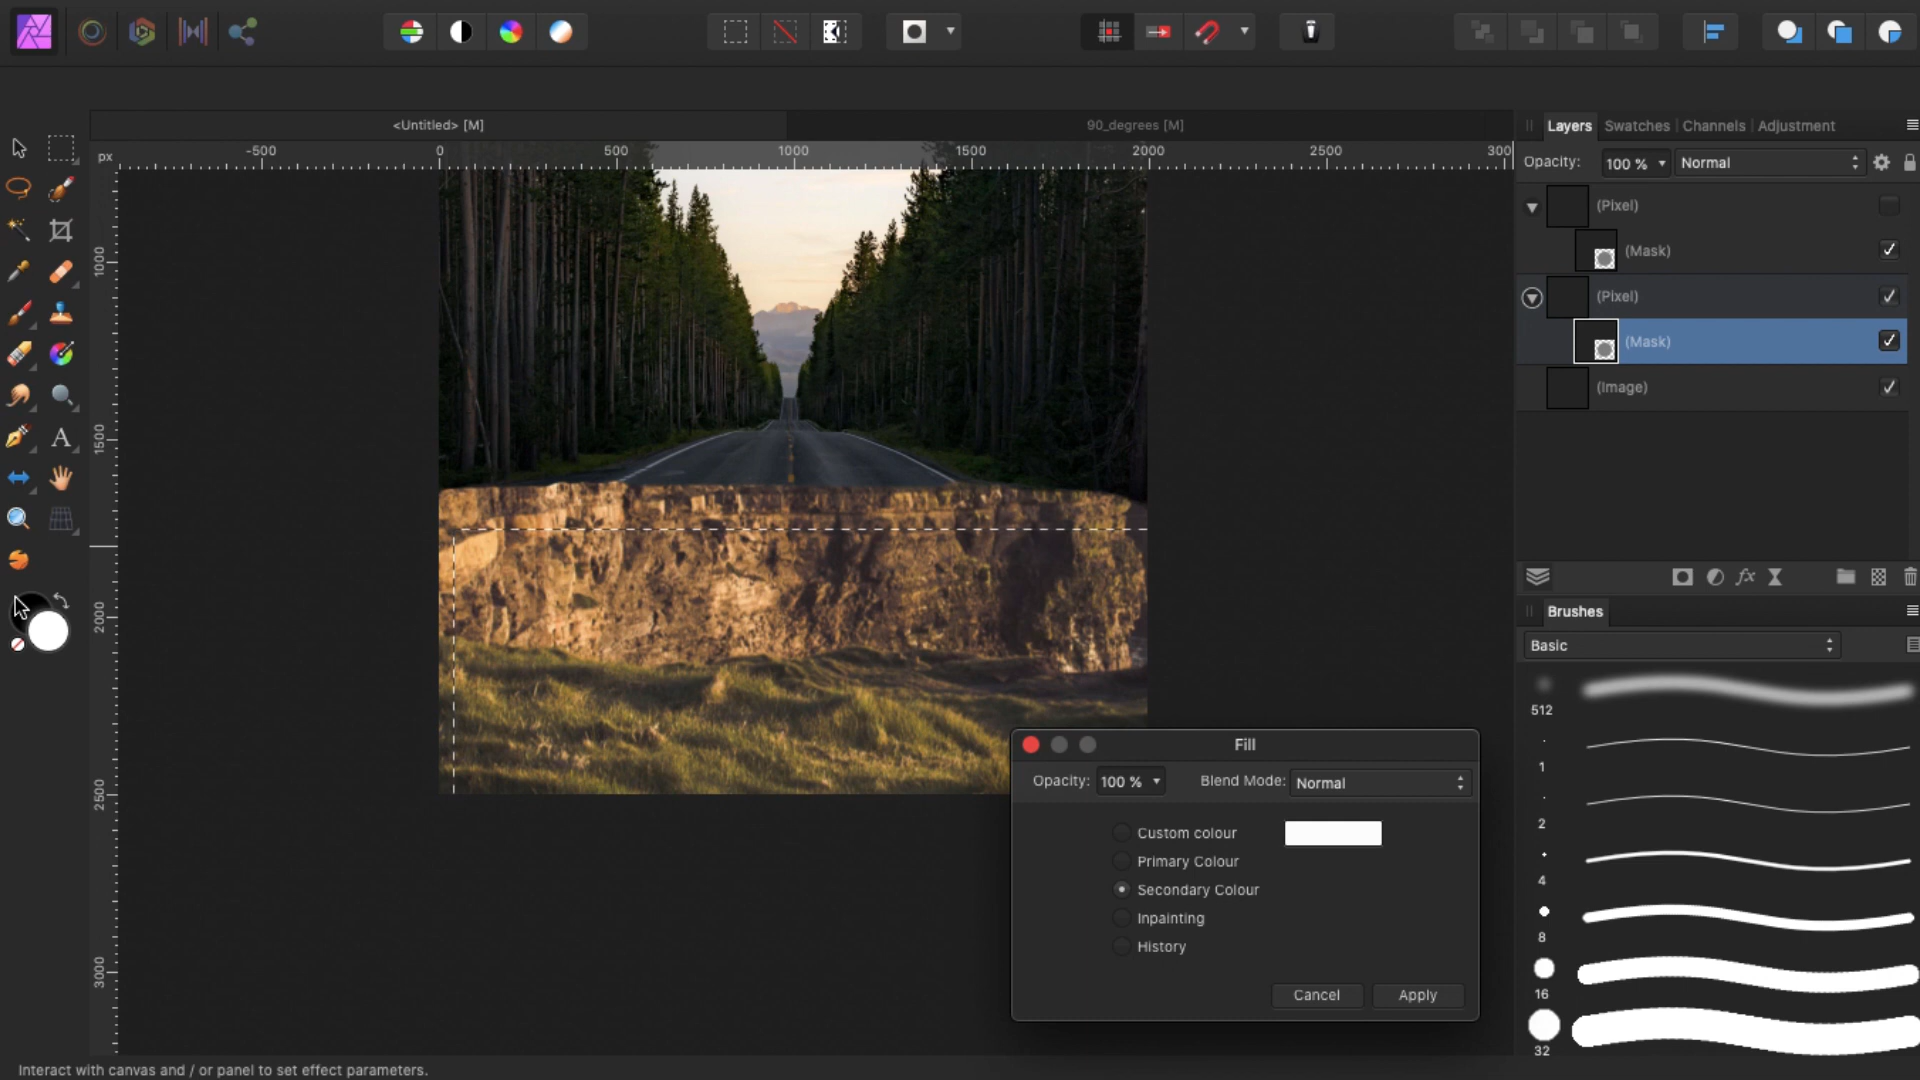 <Untitled> [M]
90_degrees [M]
Layers
Swatches
Channels
Adjustment
px
-500
0
500
1000
1500
2000
2500
300
Opacity:
100 %
Normal
(Pixel)
(Mask)
(Pixel)
(Mask)
(Image)
1000
1500
2000
2500
3000
A
fx
Brushes
Basic
512
1
2
4
8
16
32
Fill
Opacity:
100 %
Blend Mode:
Normal
Custom colour
Primary Colour
Secondary Colour
Inpainting
History
Cancel
Apply
Interact with canvas and / or panel to set effect parameters.